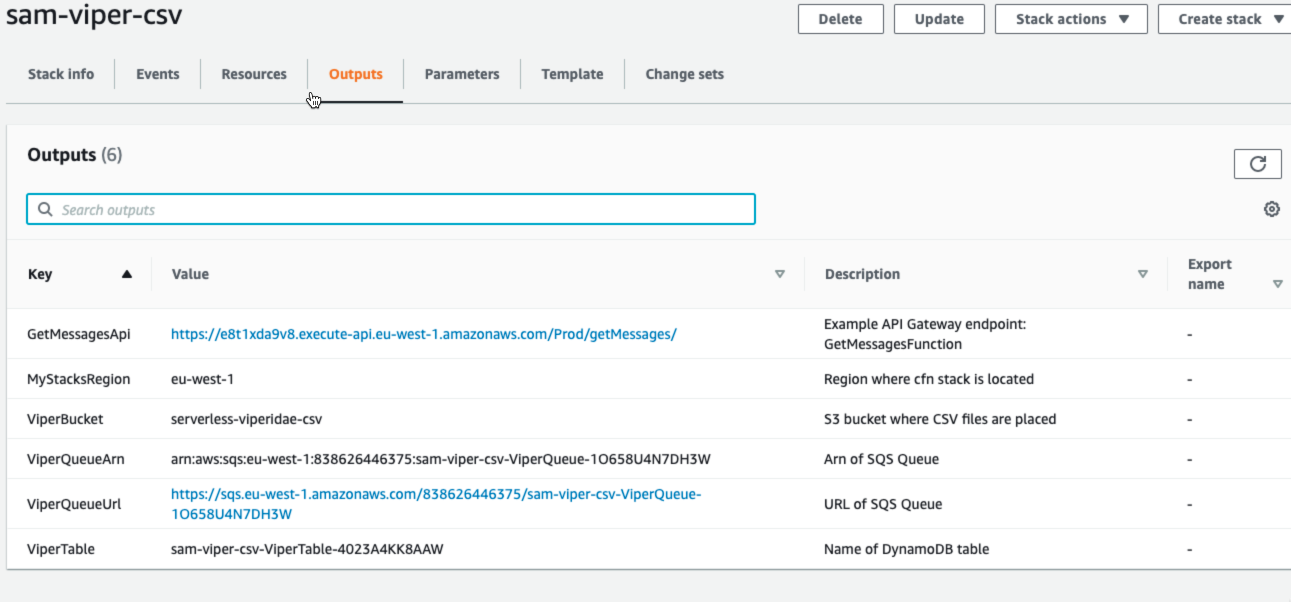 sam-viper-csv
Delete Update Stack actions Create stack
Stack info Events Resources Outputs Parameters Template Change sets
Outputs (6)
Search outputs
Key Value Description Export name
GetMessagesApi https://e8t1xda9v8.execute-api.eu-west-1.amazonaws.com/Prod/getMessages/ Example API Gateway endpoint: GetMessagesFunction -
MyStacksRegion eu-west-1 Region where cfn stack is located -
ViperBucket serverless-viperidae-csv S3 bucket where CSV files are placed -
ViperQueueArn arn:aws:sqs:eu-west-1:838626446375:sam-viper-csv-ViperQueue-1O658U4N7DH3W Arn of SQS Queue -
ViperQueueUrl https://sqs.eu-west-1.amazonaws.com/838626446375/sam-viper-csv-ViperQueue-1O658U4N7DH3W URL of SQS Queue -
ViperTable sam-viper-csv-ViperTable-4023A4KK8AAW Name of DynamoDB table -